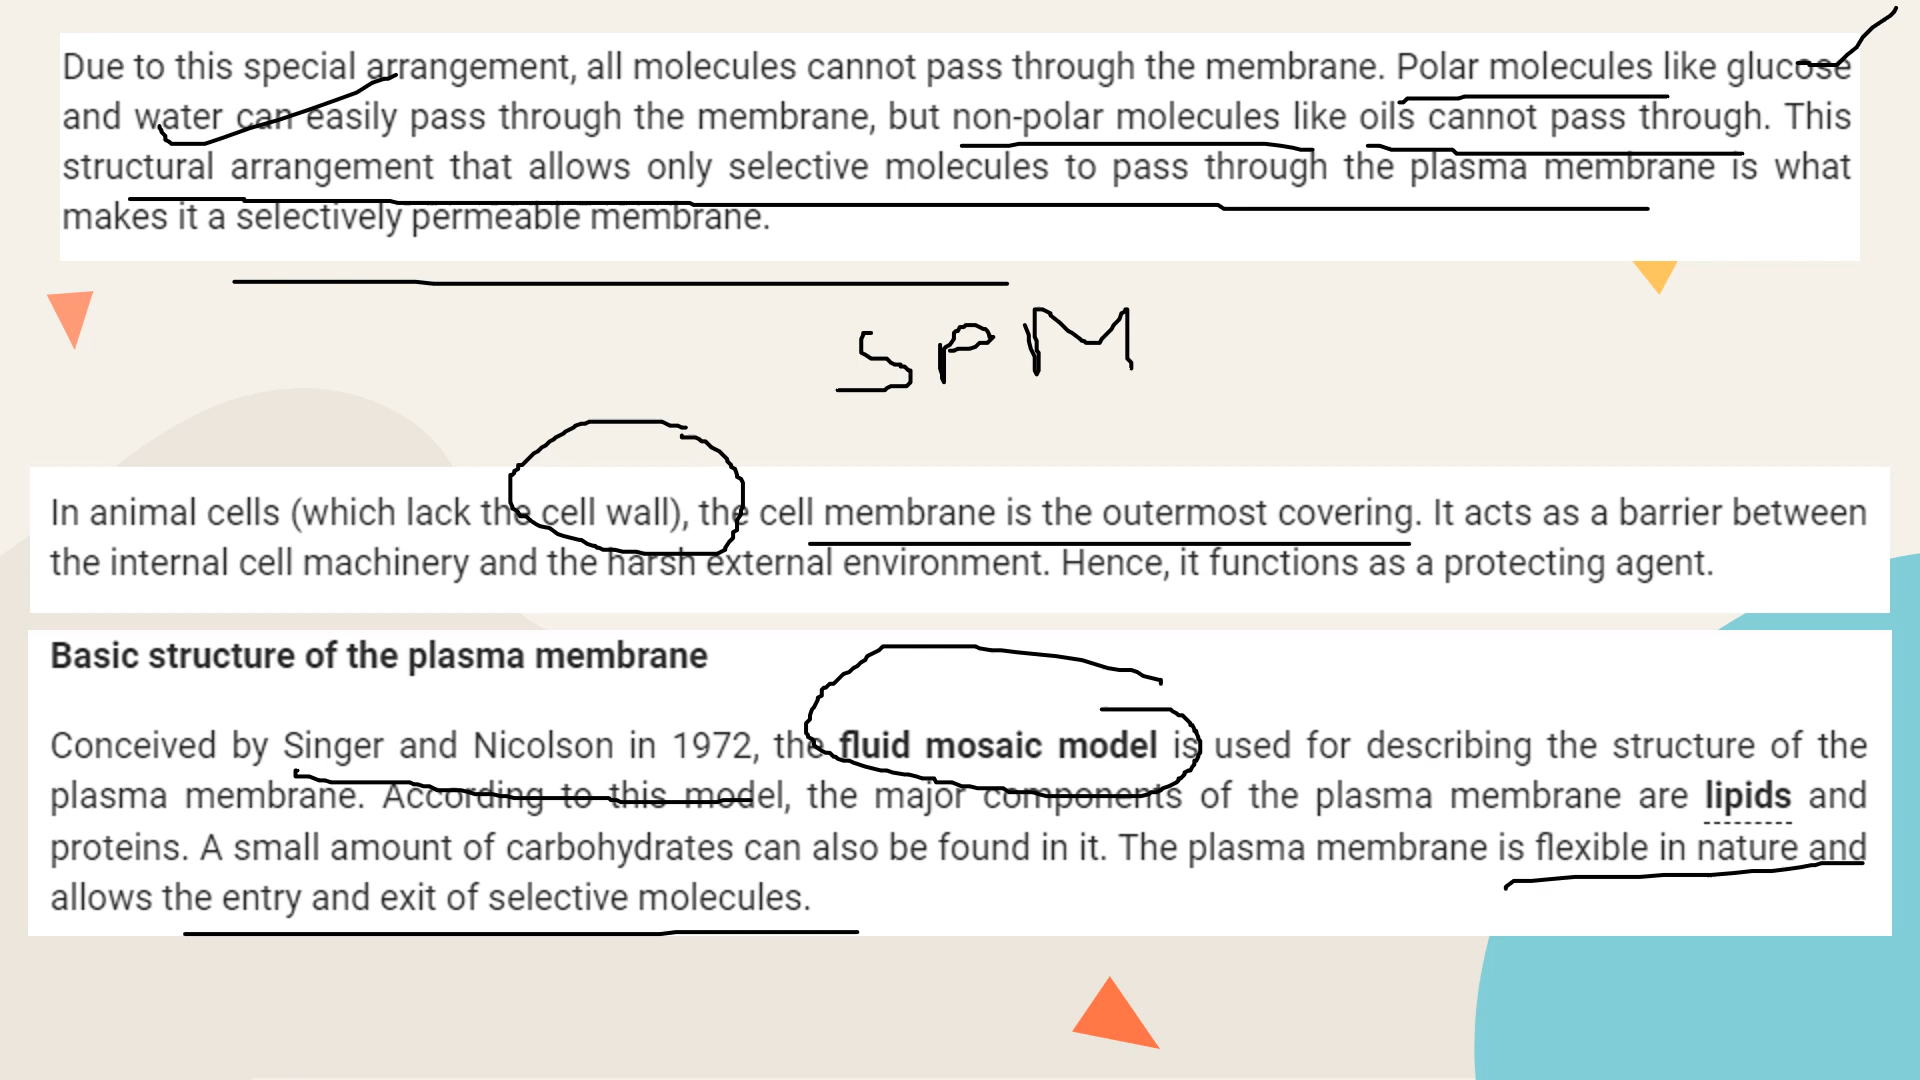 Due to this special arrangement, all molecules cannot pass through the membrane. Polar molecules like glucose
and water can easily pass through the membrane, but non-polar molecules like oils cannot pass through. This
structural arrangement that allows only selective molecules to pass through the plasma membrane is what
makes it a selectively permeable membrane.
SPM
In animal cells (which lack the cell wall), the cell membrane is the outermost covering. It acts as a barrier between
the internal cell machinery and the harsh external environment. Hence, it functions as a protecting agent.
Basic structure of the plasma membrane
Conceived by Singer and Nicolson in 1972, the fluid mosaic model is used for describing the structure of the
plasma membrane. According to this model, the major components of the plasma membrane are lipids and
proteins. A small amount of carbohydrates can also be found in it. The plasma membrane is flexible in nature and
allows the entry and exit of selective molecules.